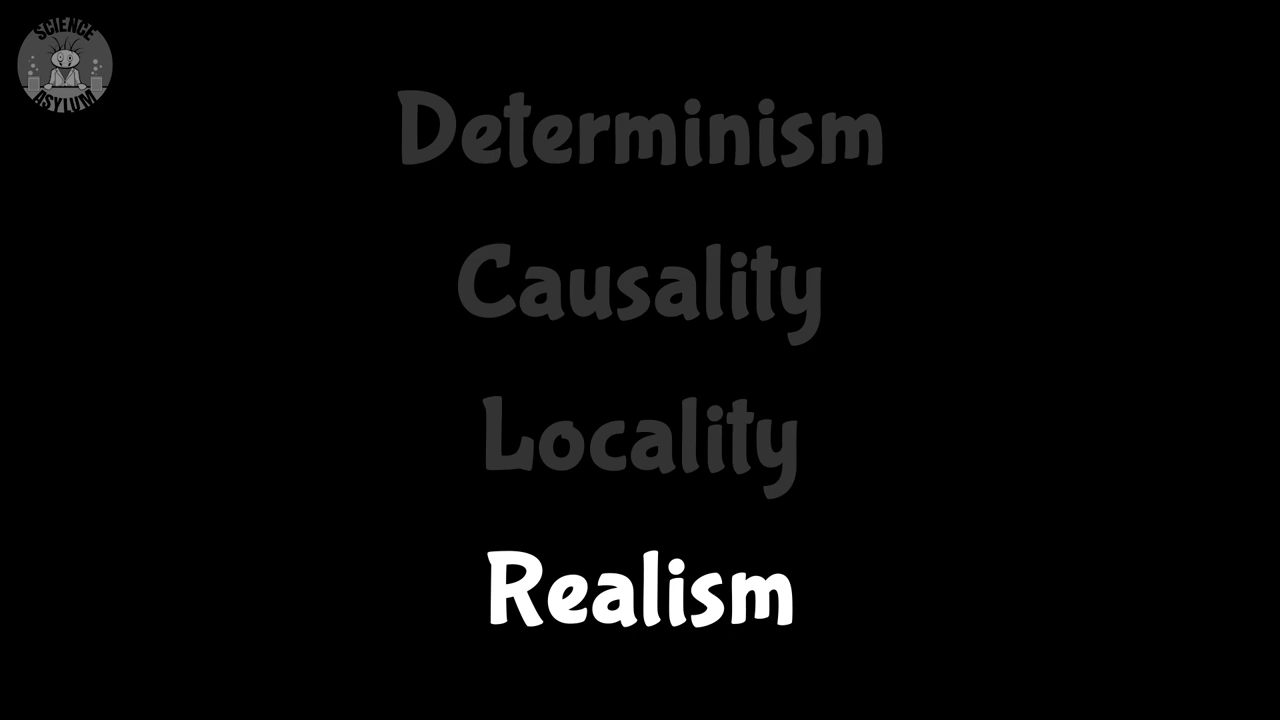 SCIENCE
ASYLUM
Determinism
Causality
Locality
Realism